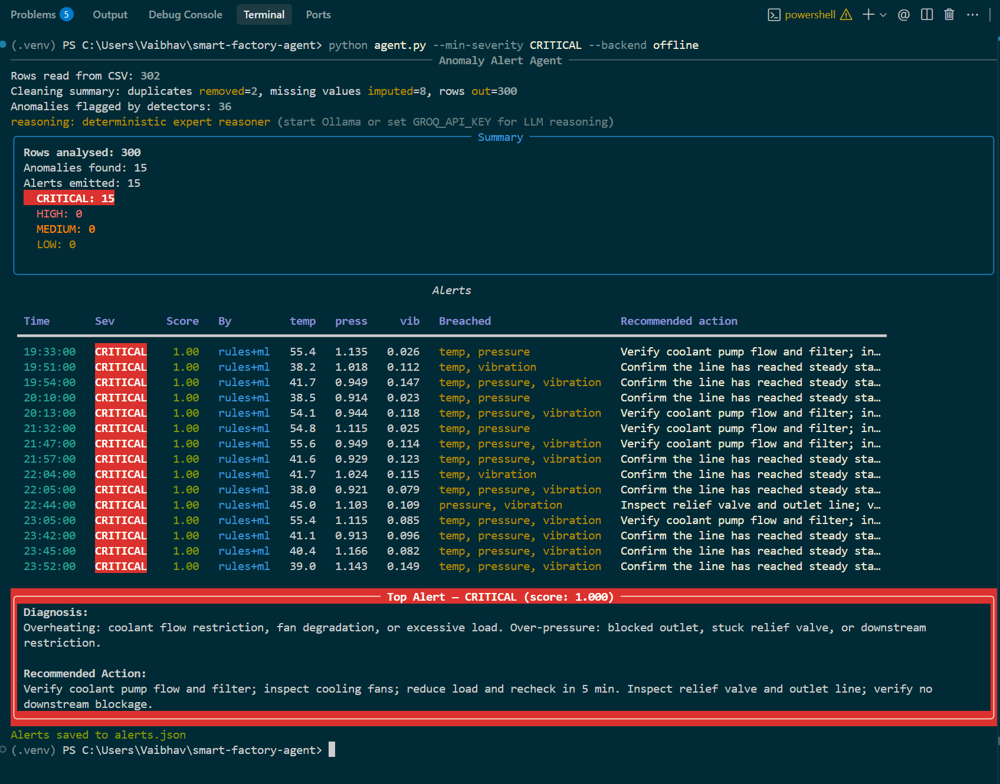 Problems 5 Output Debug Console Terminal Ports powershell
(.venv) PS C:\Users\Vaibhav\smart-factory-agent> python agent.py --min-severity CRITICAL --backend offline
Anomaly Alert Agent
Rows read from CSV: 302
Cleaning summary: duplicates removed=2, missing values imputed=8, rows out=300
Anomalies flagged by detectors: 36
reasoning: deterministic expert reasoner (start Ollama or set GROQ_API_KEY for LLM reasoning)
Summary
Rows analysed: 300
Anomalies found: 15
Alerts emitted: 15
CRITICAL: 15
HIGH: 0
MEDIUM: 0
LOW: 0
Alerts
Time Sev Score By temp press vib Breached Recommended action
19:33:00 CRITICAL 1.00 rules+ml 55.4 1.135 0.026 temp, pressure Verify coolant pump flow and filter; in…
19:51:00 CRITICAL 1.00 rules+ml 38.2 1.018 0.112 temp, vibration Confirm the line has reached steady sta…
19:54:00 CRITICAL 1.00 rules+ml 41.7 0.949 0.147 temp, pressure, vibration Confirm the line has reached steady sta…
20:10:00 CRITICAL 1.00 rules+ml 38.5 0.914 0.023 temp, pressure Confirm the line has reached steady sta…
20:13:00 CRITICAL 1.00 rules+ml 54.1 0.944 0.118 temp, pressure, vibration Verify coolant pump flow and filter; in…
21:32:00 CRITICAL 1.00 rules+ml 54.8 1.115 0.025 temp, pressure Verify coolant pump flow and filter; in…
21:47:00 CRITICAL 1.00 rules+ml 55.6 0.949 0.114 temp, pressure, vibration Verify coolant pump flow and filter; in…
21:57:00 CRITICAL 1.00 rules+ml 41.6 0.929 0.123 temp, pressure, vibration Confirm the line has reached steady sta…
22:04:00 CRITICAL 1.00 rules+ml 41.7 1.024 0.115 temp, vibration Confirm the line has reached steady sta…
22:05:00 CRITICAL 1.00 rules+ml 38.0 0.921 0.079 temp, pressure, vibration Confirm the line has reached steady sta…
22:44:00 CRITICAL 1.00 rules+ml 45.0 1.103 0.109 pressure, vibration Inspect relief valve and outlet line; v…
23:05:00 CRITICAL 1.00 rules+ml 55.4 1.115 0.085 temp, pressure, vibration Verify coolant pump flow and filter; in…
23:42:00 CRITICAL 1.00 rules+ml 41.1 0.913 0.096 temp, pressure, vibration Confirm the line has reached steady sta…
23:45:00 CRITICAL 1.00 rules+ml 40.4 1.166 0.082 temp, pressure, vibration Confirm the line has reached steady sta…
23:52:00 CRITICAL 1.00 rules+ml 39.0 1.143 0.149 temp, pressure, vibration Confirm the line has reached steady sta…
Top Alert — CRITICAL (score: 1.000)
Diagnosis:
Overheating: coolant flow restriction, fan degradation, or excessive load. Over-pressure: blocked outlet, stuck relief valve, or downstream
restriction.
Recommended Action:
Verify coolant pump flow and filter; inspect cooling fans; reduce load and recheck in 5 min. Inspect relief valve and outlet line; verify no
downstream blockage.
Alerts saved to alerts.json
(.venv) PS C:\Users\Vaibhav\smart-factory-agent>